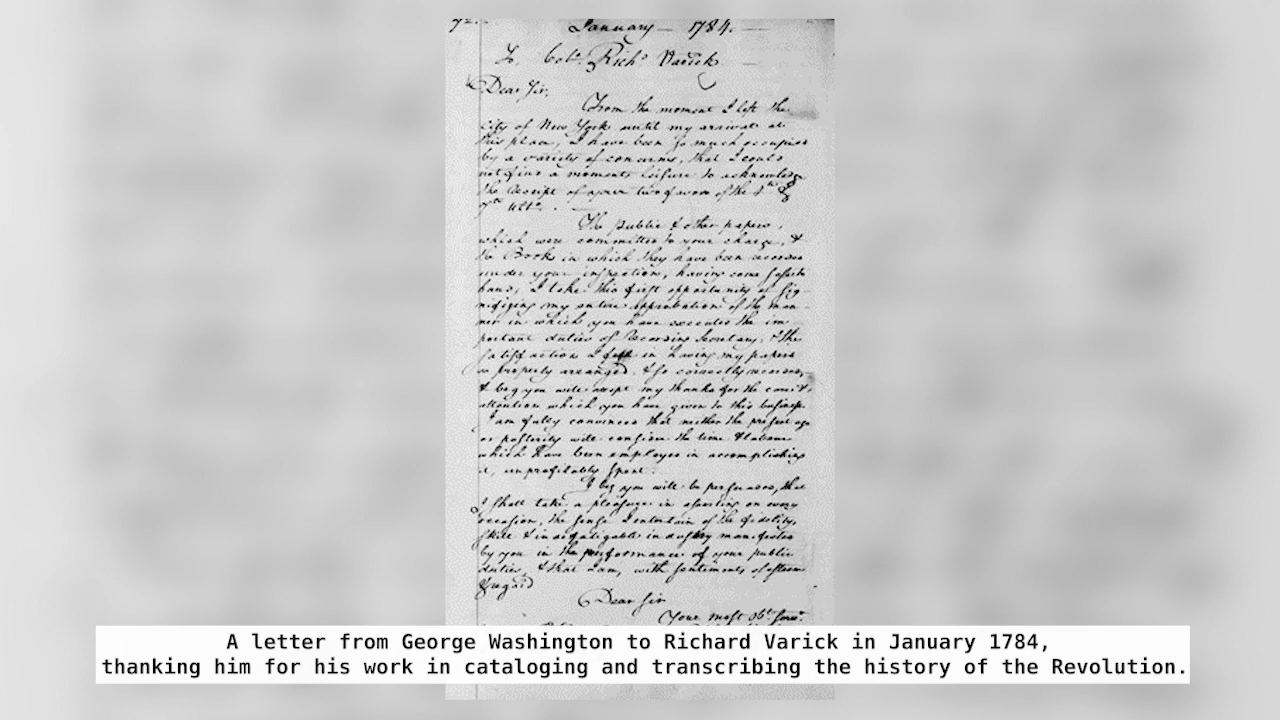 January — 1784.
To Colo. Richd Varick
Dear Sir,
From the moment I left the
city of New York until my arrival at
this place, I have been so much occupied
by a variety of concerns, that I could
not find a moments leisure to acknowledge
the receipt of your two favors of the 4th &
7th Ulto.
The public & other papers,
which were committed to your charge, &
the Books in which they have been recorded
under your inspection, having come safe to
hand, I take this first opportunity of sig-
nifying my entire approbation of the man-
ner in which you have executed the im-
portant duties of Recording Secretary, & the
satisfaction I feel in having my papers
so properly arranged, & so correctly recorded,
& beg you will accept my thanks for the care &
attention which you have given to this business.
I am fully convinced that neither the present age
or posterity will consider the time & labour
which have been employed in accomplishing
it, unprofitably spent.
I beg you will be persuaded, that
I shall take a pleasure in asserting on every
occasion, the sense I entertain of the fidelity,
skill & indefatigable industry manifested
by you in the performance of your public
duties, & that I am, with sentiments of esteem
& regard
Dear Sir
Your most Obt Servt
A letter from George Washington to Richard Varick in January 1784,
thanking him for his work in cataloging and transcribing the history of the Revolution.